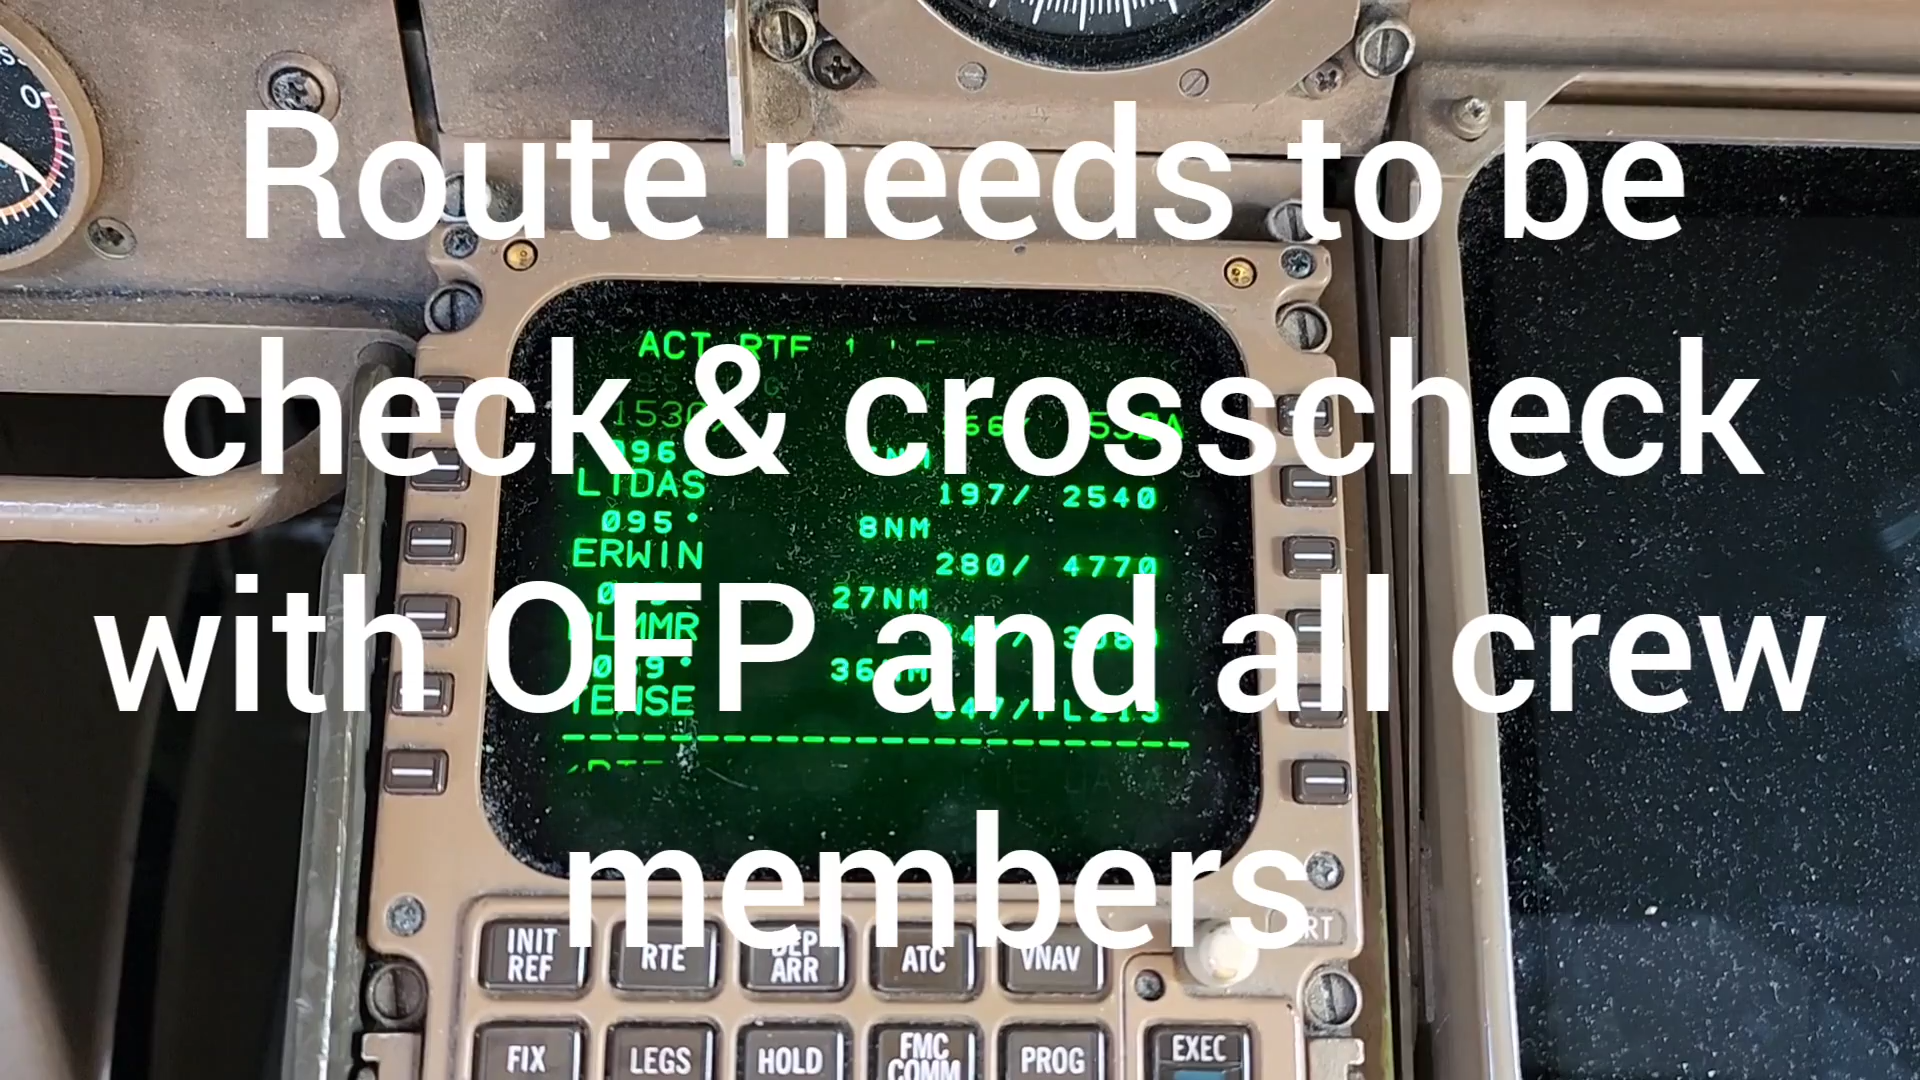 Route needs to be
check & crosscheck
with OFP and all crew
members
ACT RTE 1
LIDAS 197/ 2540
095° 8NM
ERWIN 280/ 4770
27NM
TENSE
INIT REF
RTE
DEP ARR
ATC
VNAV
FIX
LEGS
HOLD
FMC COMM
PROG
EXEC